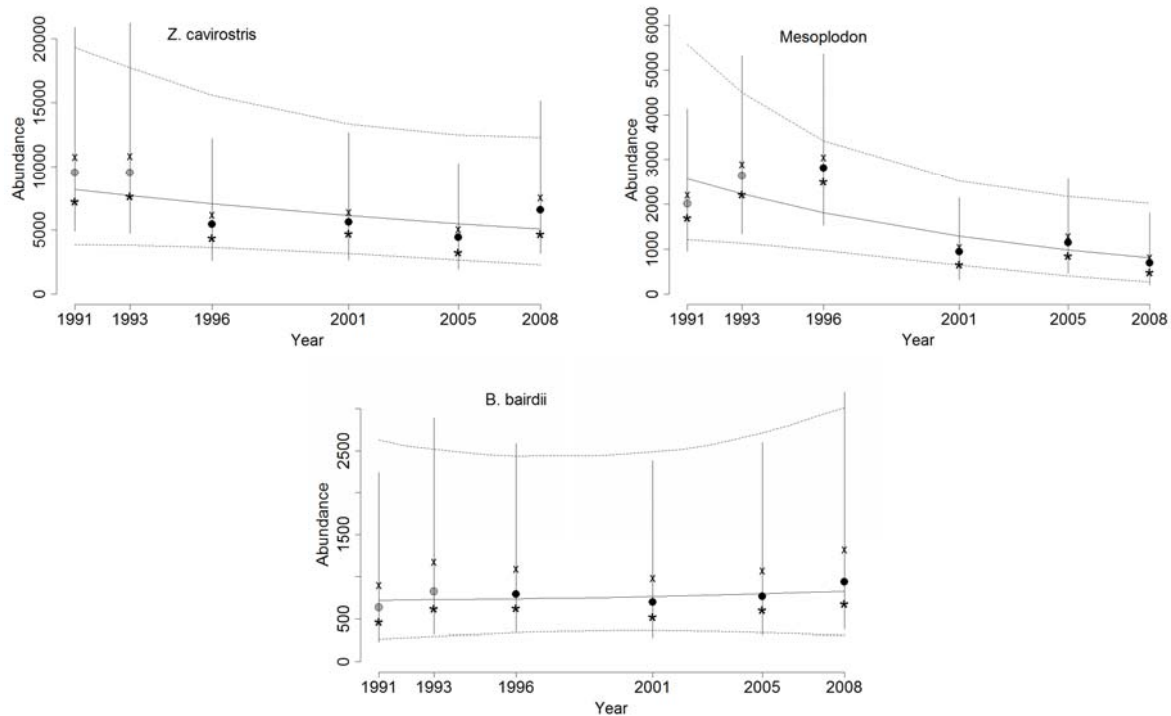 Z. cavirostris
Abundance
20000
15000
10000
5000
0
1991 1993 1996 2001 2005 2008
Year
Mesoplodon
Abundance
6000
5000
4000
3000
2000
1000
0
1991 1993 1996 2001 2005 2008
Year
B. bairdii
Abundance
2500
1500
500
0
1991 1993 1996 2001 2005 2008
Year